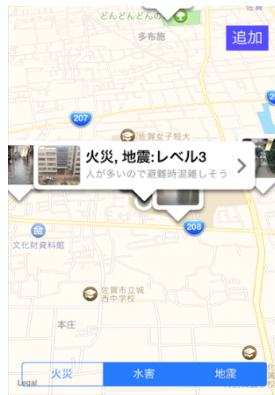 どんどんどんの
佐賀
多布施
追加
207
佐賀女子短大
火災, 地震:レベル3
人が多いので避難時混雑しそう
208
文化財資料館
佐賀市立城
西中学校
本庄
火災
水害
地震
Legal